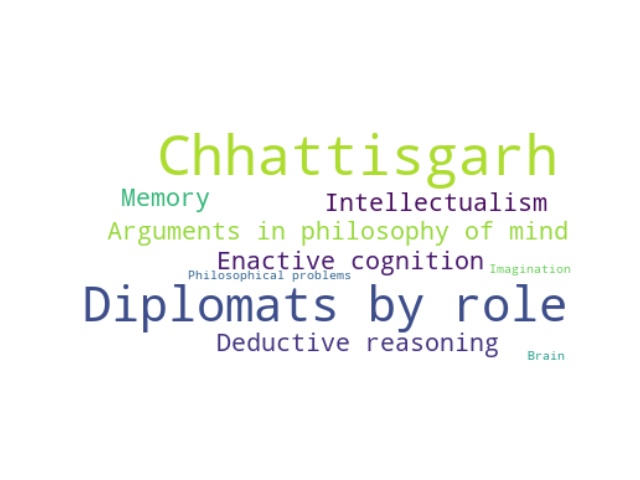 Chhattisgarh
Memory
Intellectualism
Arguments in philosophy of mind
Enactive cognition
Imagination
Philosophical problems
Diplomats by role
Deductive reasoning
Brain